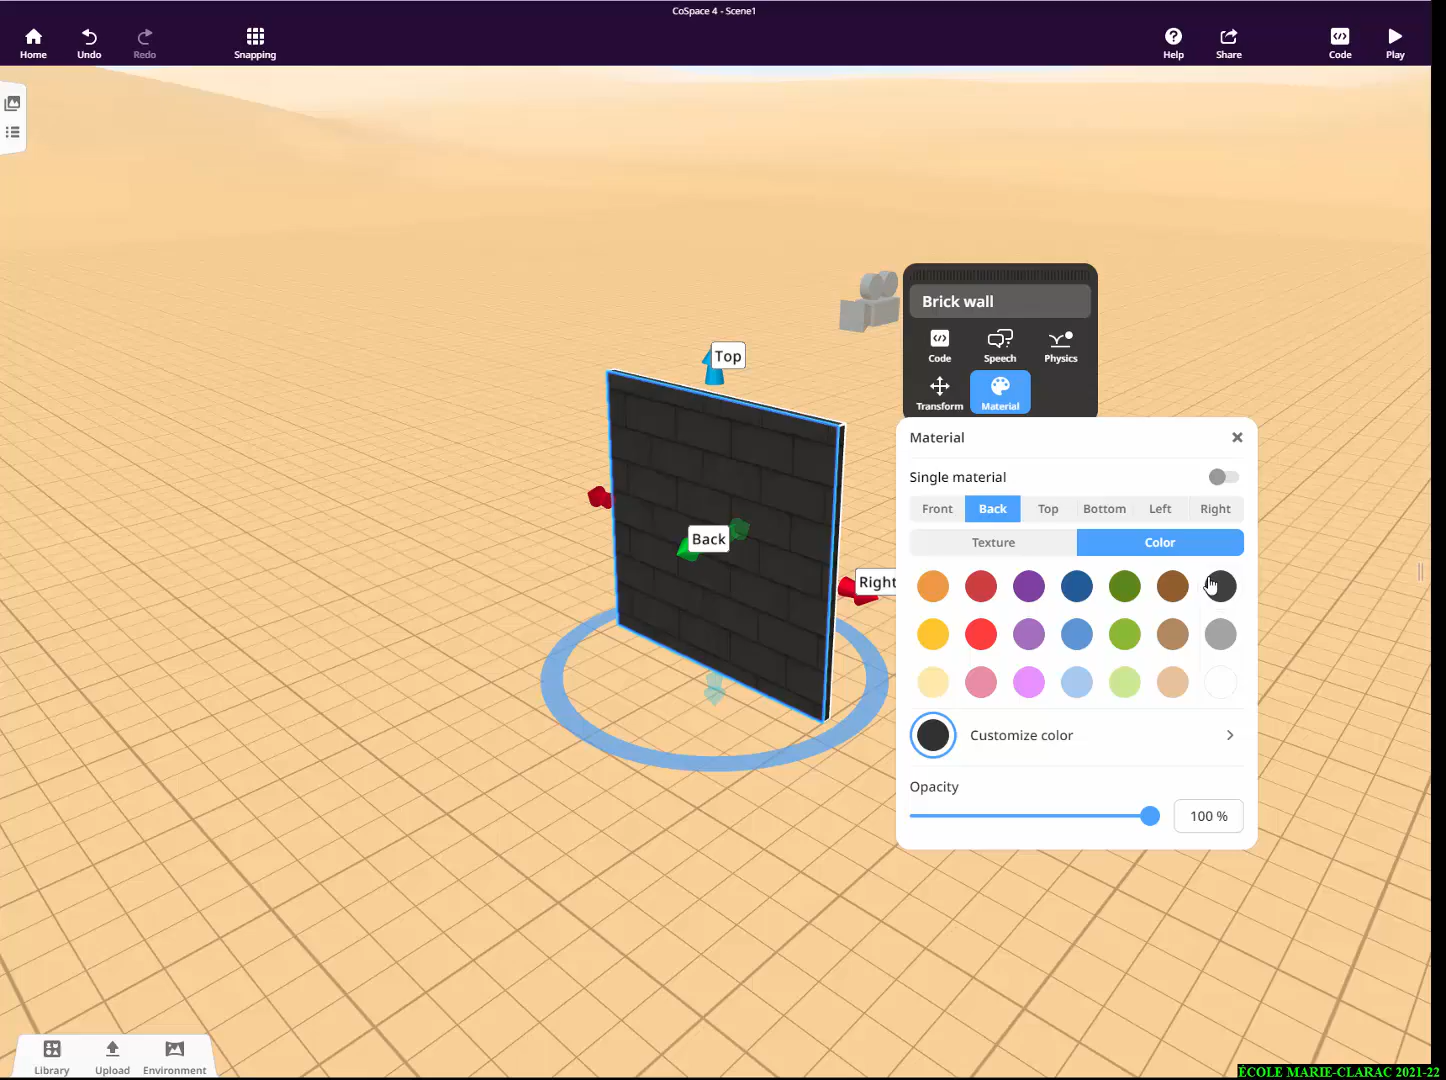 CoSpace 4 - Scene1
Home
Undo
Redo
Snapping
Help
Share
Code
Play
Brick wall
Code
Speech
Physics
Transform
Material
Top
Back
Right
Material
Single material
Front
Back
Top
Bottom
Left
Right
Texture
Color
Customize color
Opacity
100 %
Library
Upload
Environment
ÉCOLE MARIE-CLARAC 2021-22